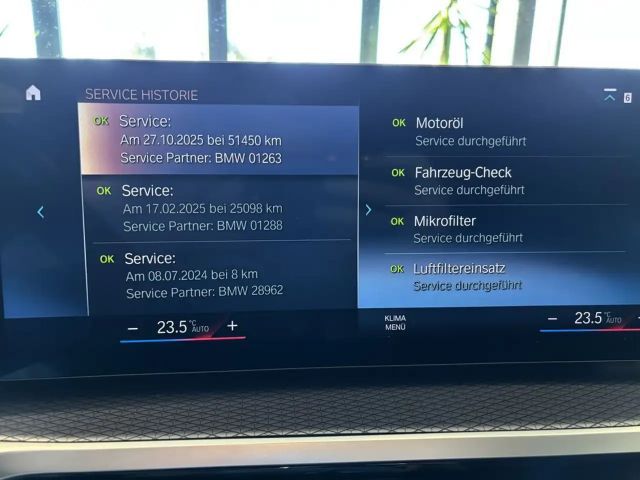 SERVICE HISTORIE
6
OK Service:
Am 27.10.2025 bei 51450 km
Service Partner: BMW 01263
OK Service:
Am 17.02.2025 bei 25098 km
Service Partner: BMW 01288
OK Service:
Am 08.07.2024 bei 8 km
Service Partner: BMW 28962
OK Motoröl
Service durchgeführt
OK Fahrzeug-Check
Service durchgeführt
OK Mikrofilter
Service durchgeführt
OK Luftfiltereinsatz
Service durchgeführt
− 23.5 °C AUTO +
KLIMA
MENÜ
− 23.5 °C AUTO +